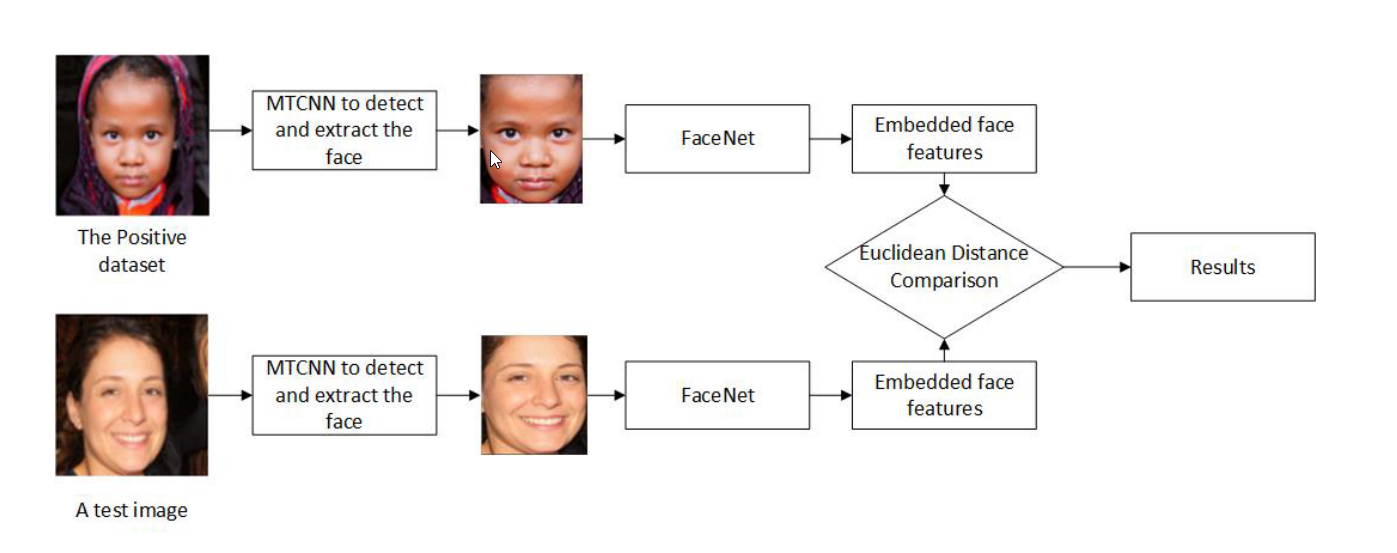 MTCNN to detect
and extract the
face
FaceNet
Embedded face
features
The Positive
dataset
Euclidean Distance
Comparison
Results
MTCNN to detect
and extract the
face
FaceNet
Embedded face
features
A test image